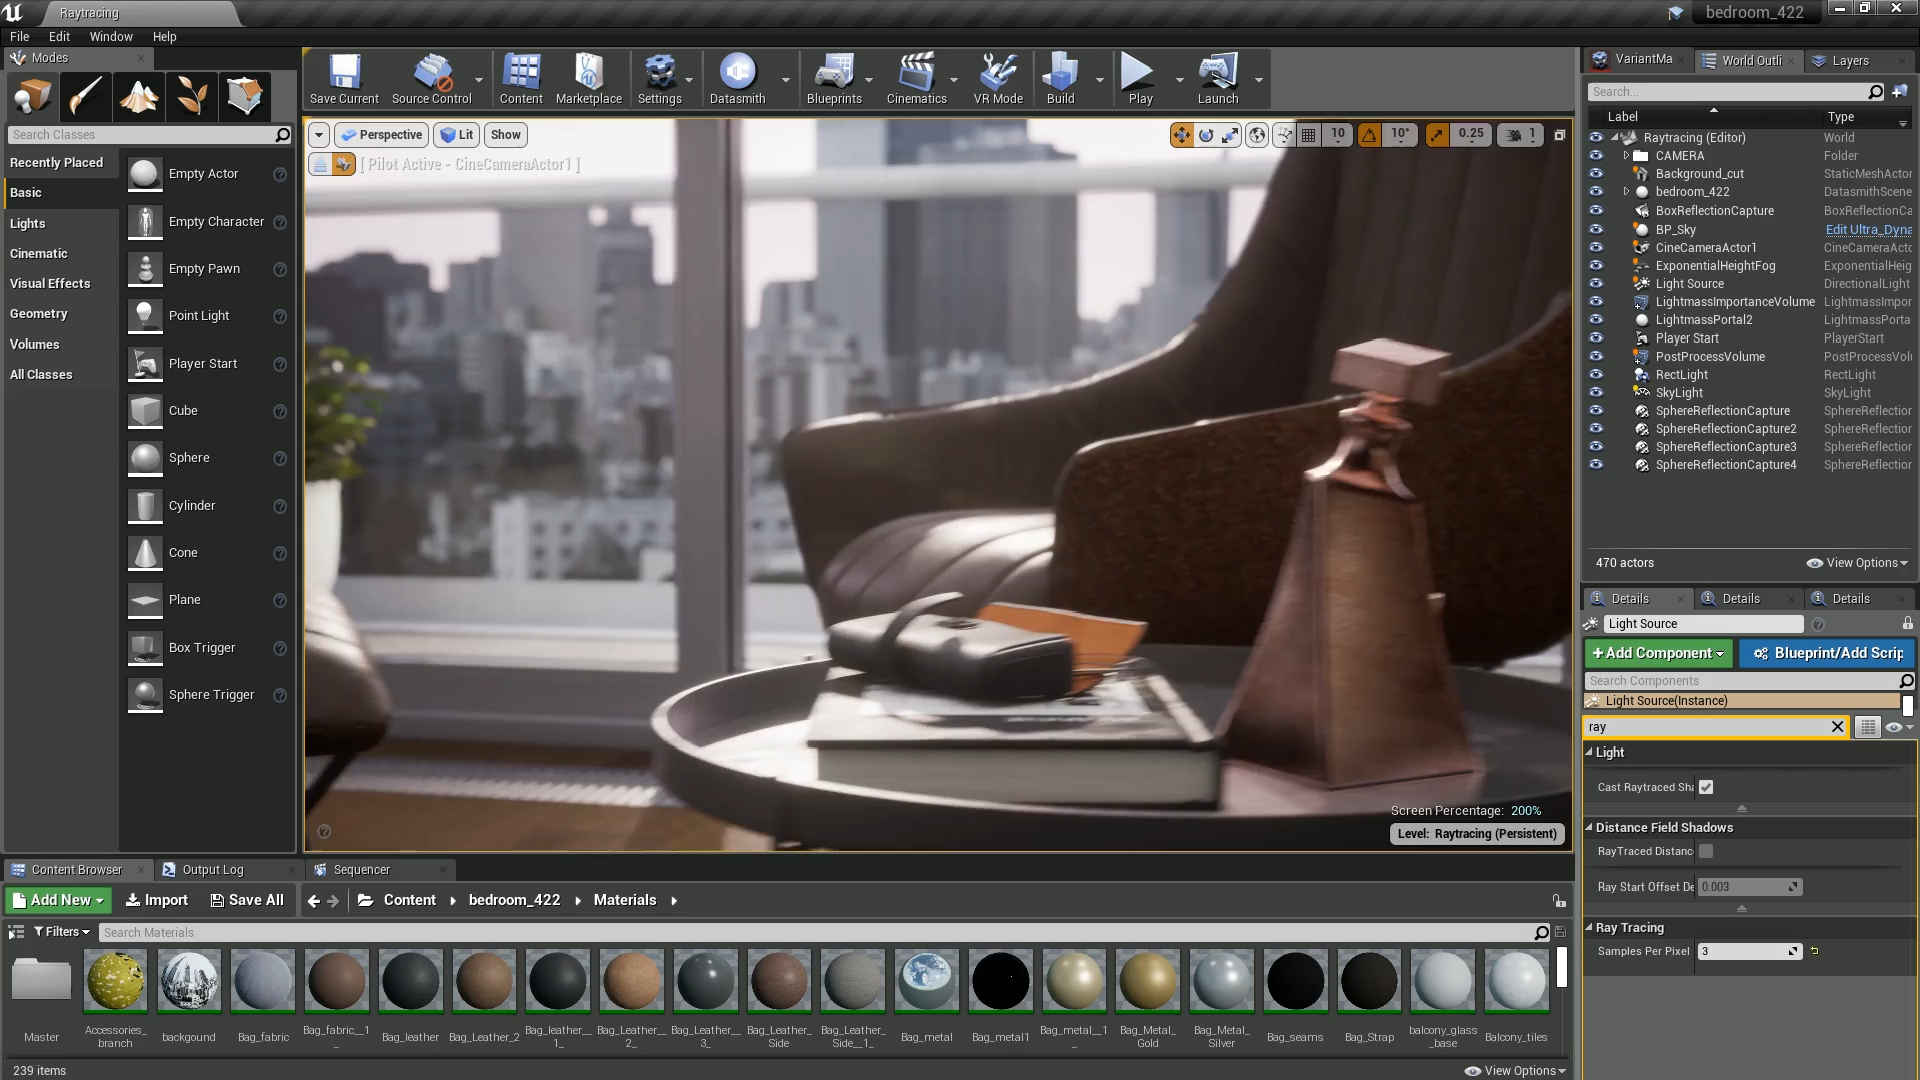 Raytracing
bedroom_422
File Edit Window Help
Modes
Search Classes
Recently Placed
Basic
Lights
Cinematic
Visual Effects
Geometry
Volumes
All Classes
Empty Actor
Empty Character
Empty Pawn
Point Light
Player Start
Cube
Sphere
Cylinder
Cone
Plane
Box Trigger
Sphere Trigger
Save Current
Source Control
Content
Marketplace
Settings
Datasmith
Blueprints
Cinematics
VR Mode
Build
Play
Launch
Perspective Lit Show
10 10° 0.25 1
[ Pilot Active - CineCameraActor1 ]
Screen Percentage: 200%
Level: Raytracing (Persistent)
VariantMa World Outli Layers
Search...
Label Type
Raytracing (Editor) World
CAMERA Folder
Background_cut StaticMeshActor
bedroom_422 DatasmithScene
BoxReflectionCapture BoxReflectionCa
BP_Sky Edit Ultra_Dyna
CineCameraActor1 CineCameraActo
ExponentialHeightFog ExponentialHeig
Light Source DirectionalLight
LightmassImportanceVolume LightmassImpor
LightmassPortal2 LightmassPorta
Player Start PlayerStart
PostProcessVolume PostProcessVolu
RectLight RectLight
SkyLight SkyLight
SphereReflectionCapture SphereReflection
SphereReflectionCapture2 SphereReflection
SphereReflectionCapture3 SphereReflection
SphereReflectionCapture4 SphereReflection
470 actors View Options
Details Details Details
Light Source
+Add Component Blueprint/Add Scrip
Search Components
Light Source(Instance)
ray
Light
Cast Raytraced Sha
Distance Field Shadows
RayTraced Distanc
Ray Start Offset De 0.003
Ray Tracing
Samples Per Pixel 3
Content Browser Output Log Sequencer
Add New Import Save All Content bedroom_422 Materials
Filters Search Materials
Master
Accessories_
branch
backgound
Bag_fabric
Bag_fabric__1
_
Bag_leather
Bag_Leather_2
Bag_leather__
1_
Bag_Leather__
2_
Bag_Leather__
3_
Bag_Leather_
Side
Bag_Leather_
Side__1_
Bag_metal
Bag_metal1
Bag_metal__1
_
Bag_Metal_
Gold
Bag_Metal_
Silver
Bag_seams
Bag_Strap
balcony_glass
_base
Balcony_tiles
239 items View Options